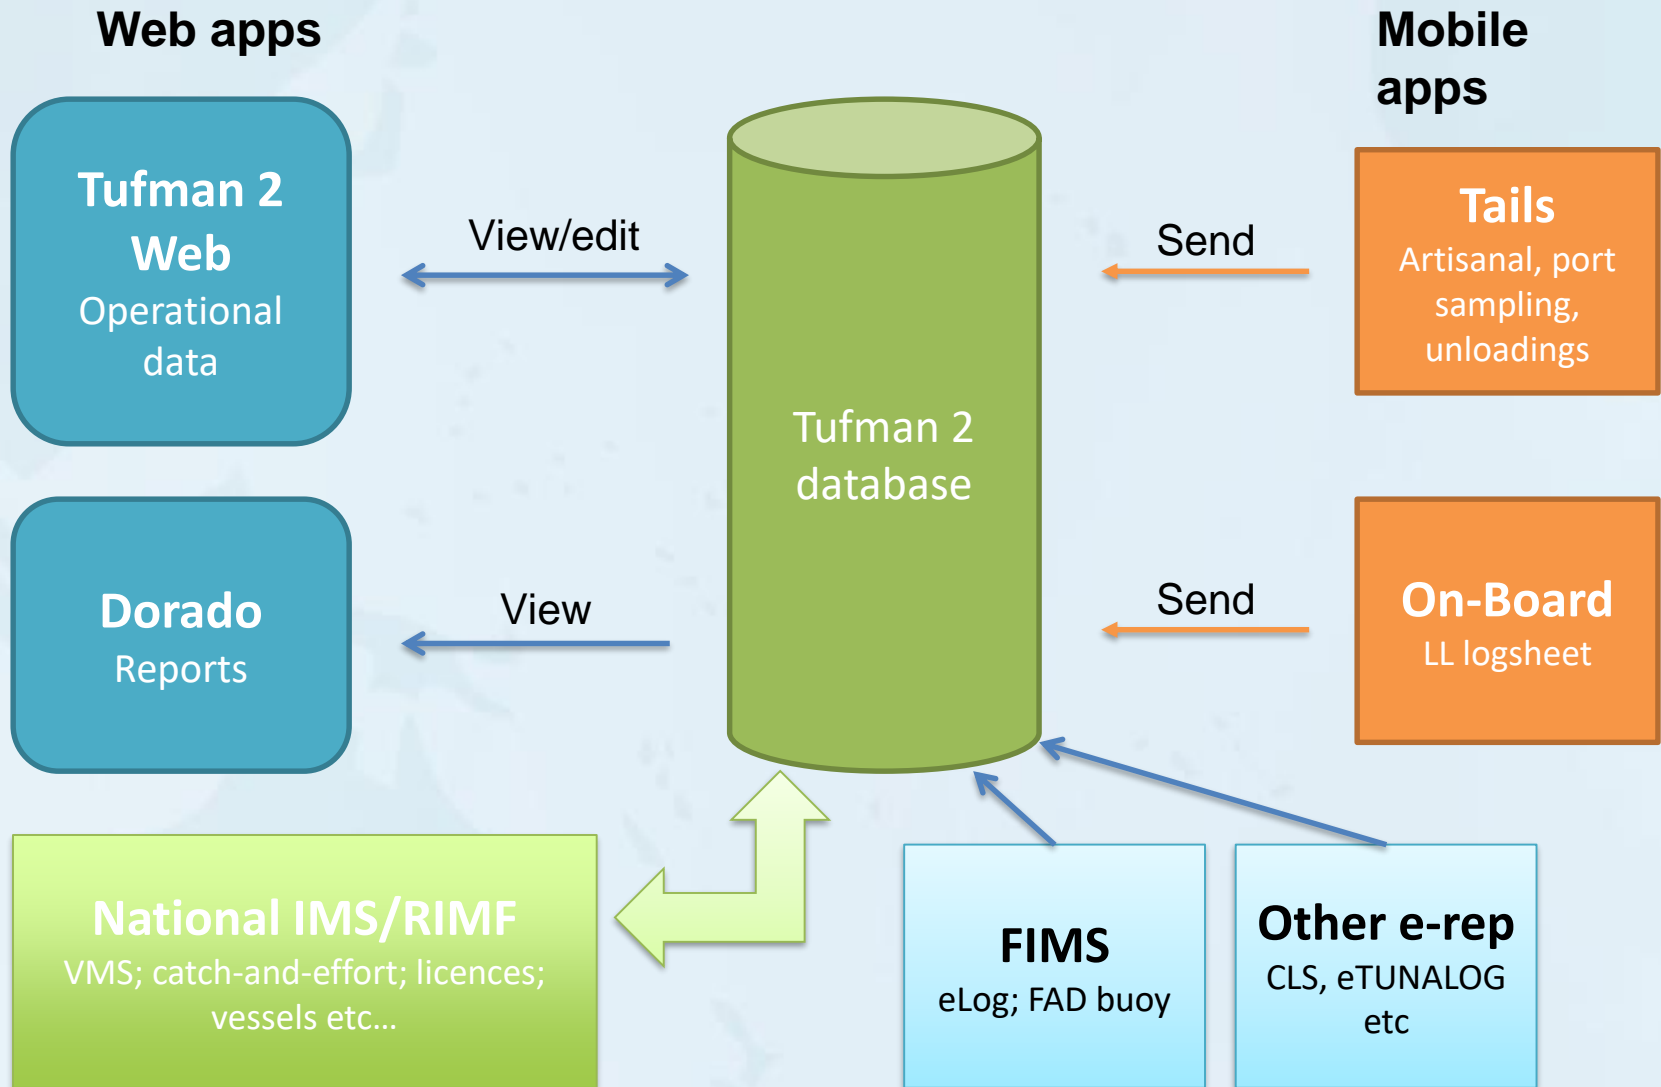 Web apps
Mobile
apps
Tufman 2
Web
Operational
data
View/edit
Tufman 2
database
Send
Tails
Artisanal, port
sampling,
unloadings
Dorado
Reports
View
Send
On-Board
LL logsheet
National IMS/RIMF
VMS; catch-and-effort; licences;
vessels etc...
FIMS
eLog; FAD buoy
Other e-rep
CLS, eTUNALOG
etc